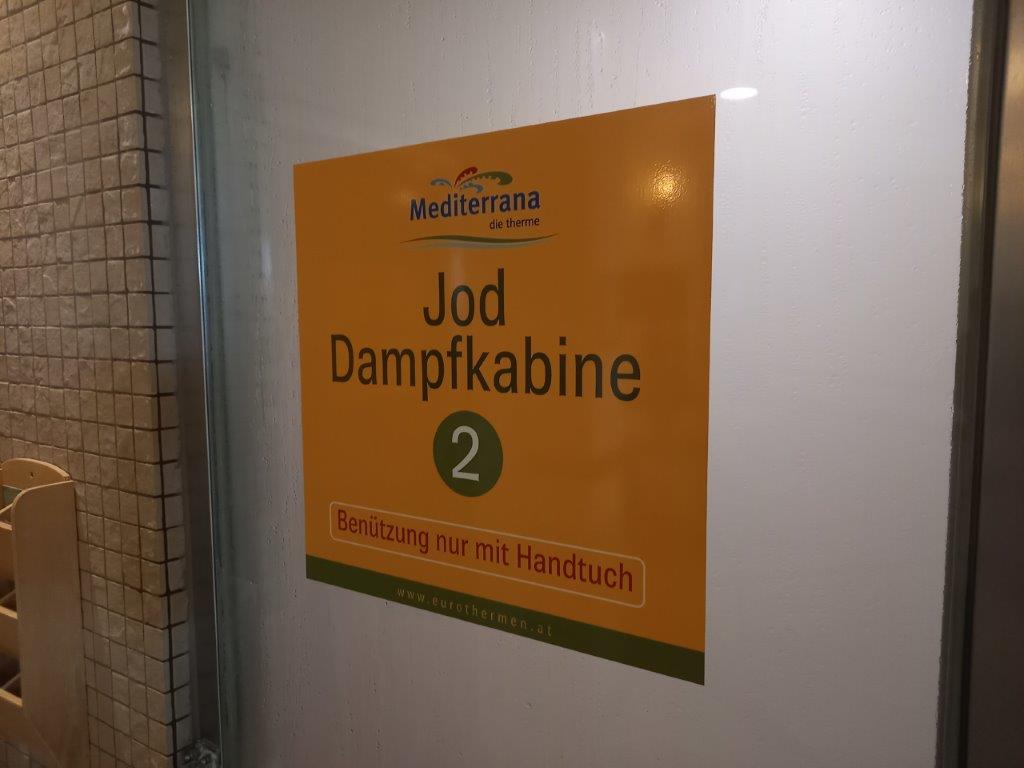 Mediterrana
die therme
Jod
Dampfkabine
2
Benützung nur mit Handtuch
www.eurothermen.at